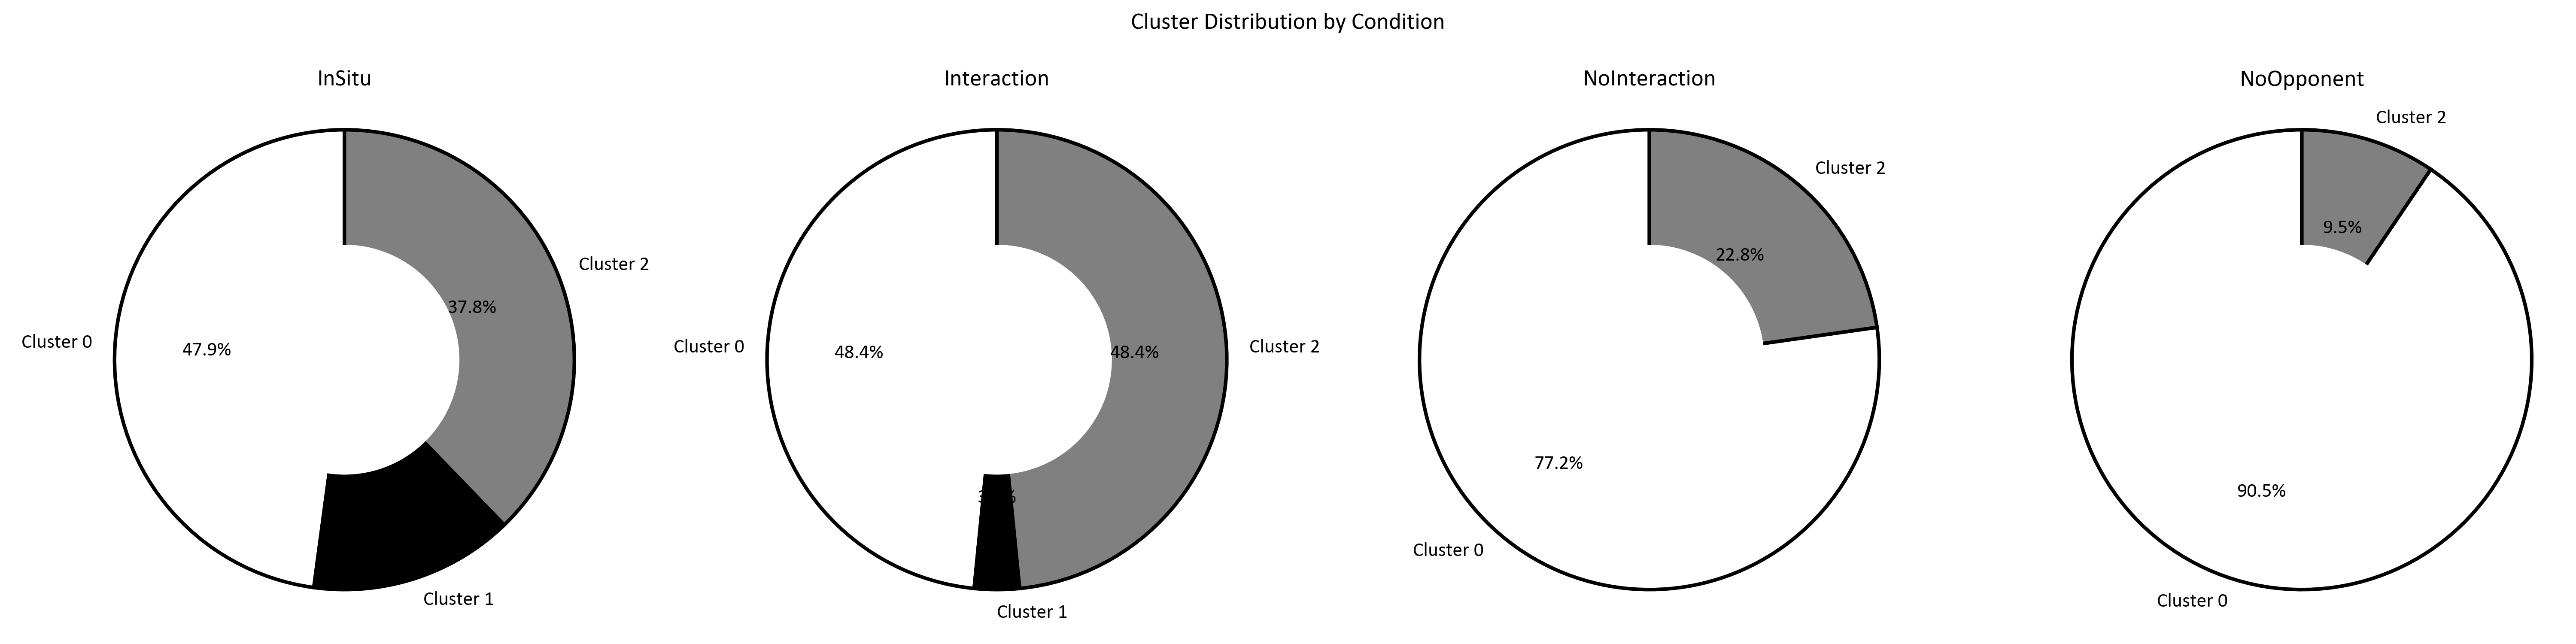 Cluster Distribution by Condition
InSitu
Cluster 2
37.8%
Cluster 0
47.9%
Cluster 1
Interaction
Cluster 0
48.4%
48.4%
Cluster 2
Cluster 1
NoInteraction
Cluster 2
22.8%
77.2%
Cluster 0
NoOpponent
Cluster 2
9.5%
90.5%
Cluster 0